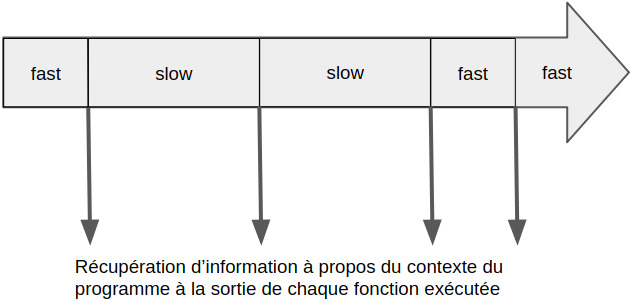 fast slow slow fast fast
Récupération d’information à propos du contexte du
programme à la sortie de chaque fonction exécutée